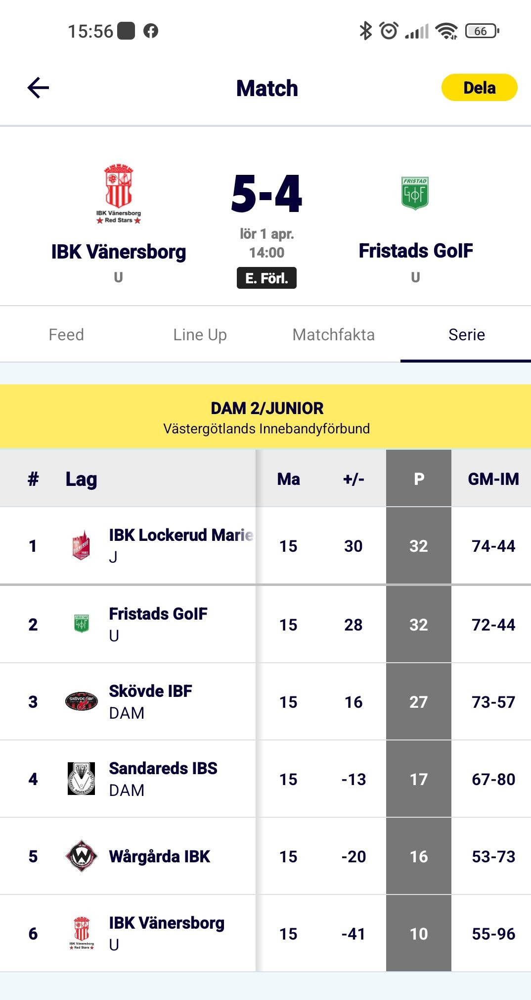 15:56
66
Match
Dela
IBK Vänersborg
★ Red Stars ★
5-4
FRISTAD
GOF
lör 1 apr.
14:00
E. Förl.
IBK Vänersborg
U
Fristads GoIF
U
Feed Line Up Matchfakta Serie
DAM 2/JUNIOR
Västergötlands Innebandyförbund
# Lag Ma +/- P GM-IM
1 IBK Lockerud Marie 15 30 32 74-44
J
2 Fristads GoIF 15 28 32 72-44
U
3 Skövde IBF 15 16 27 73-57
DAM
4 Sandareds IBS 15 -13 17 67-80
DAM
5 Wårgårda IBK 15 -20 16 53-73
6 IBK Vänersborg 15 -41 10 55-96
U
IBK Vänersborg
★ Red Stars ★